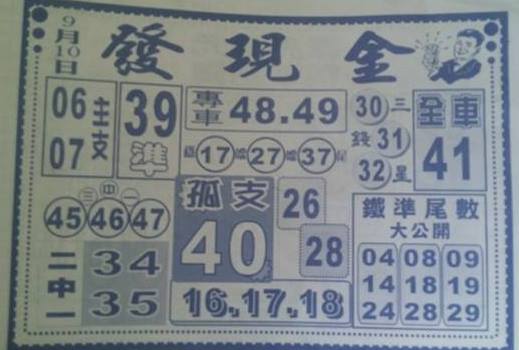 9月10日
發現金
06 主支 07
39 準
專車 48.49
17 27 37
30 三
錢 31
32 星
全車
41
三中一
45 46 47
孤支
40
26
28
二中一
34
35
16.17.18
鐵準尾數
大公開
04 08 09
14 18 19
24 28 29